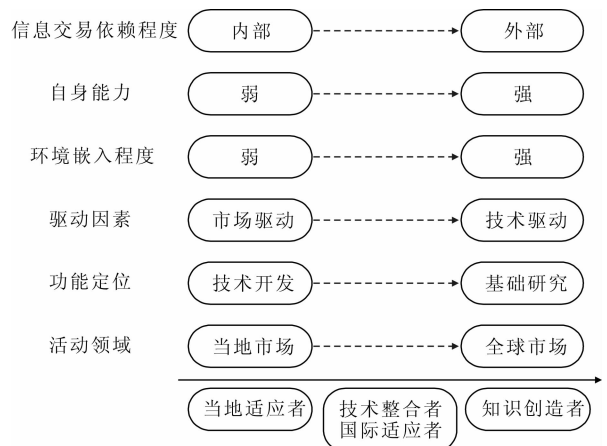 信息交易依赖程度 内部 外部
自身能力 弱 强
环境嵌入程度 弱 强
驱动因素 市场驱动 技术驱动
功能定位 技术开发 基础研究
活动领域 当地市场 全球市场
当地适应者 技术整合者 知识创造者
国际适应者